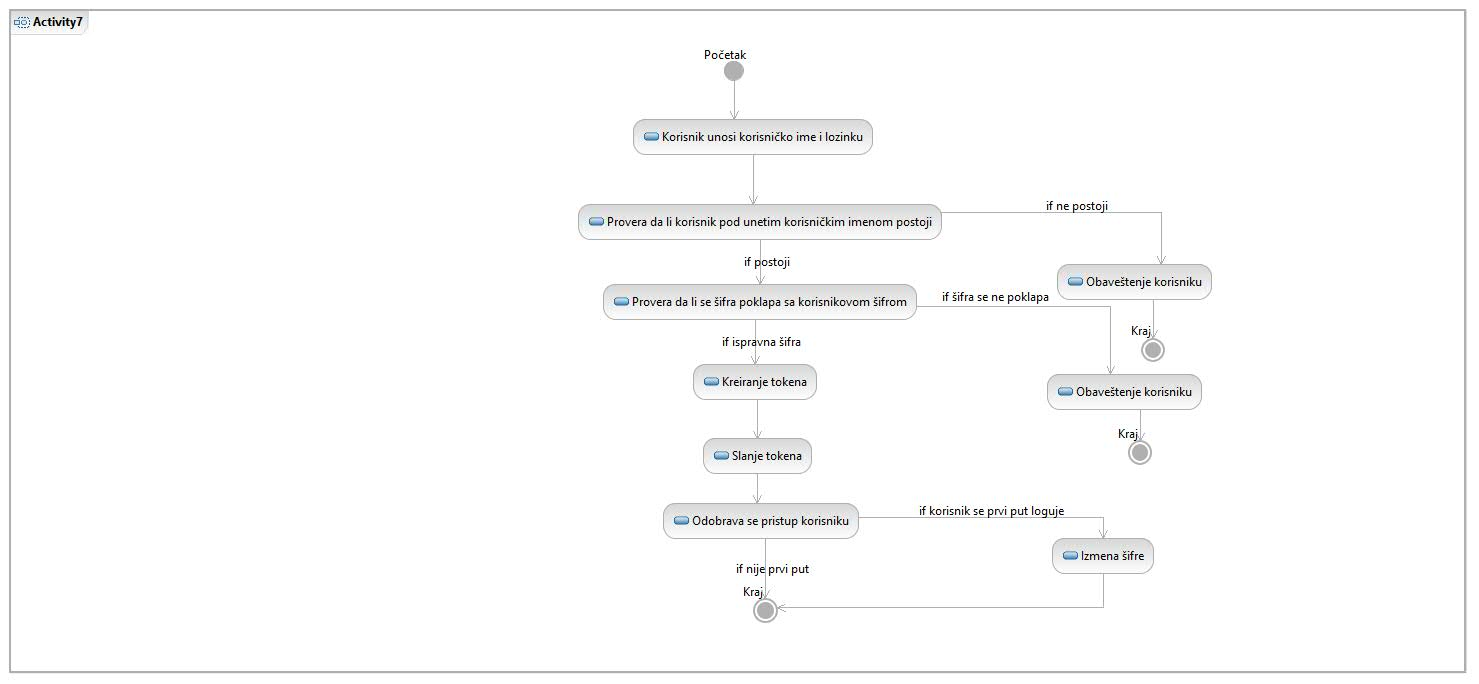 Activity7
Početak
Korisnik unosi korisničko ime i lozinku
if ne postoji
Provera da li korisnik pod unetim korisničkim imenom postoji
if postoji
Obaveštenje korisniku
if šifra se ne poklapa
Provera da li se šifra poklapa sa korisnikovom šifrom
Kraj
if ispravna šifra
Kreiranje tokena
Obaveštenje korisniku
Kraj
Slanje tokena
if korisnik se prvi put loguje
Odobrava se pristup korisniku
Izmena šifre
if nije prvi put
Kraj